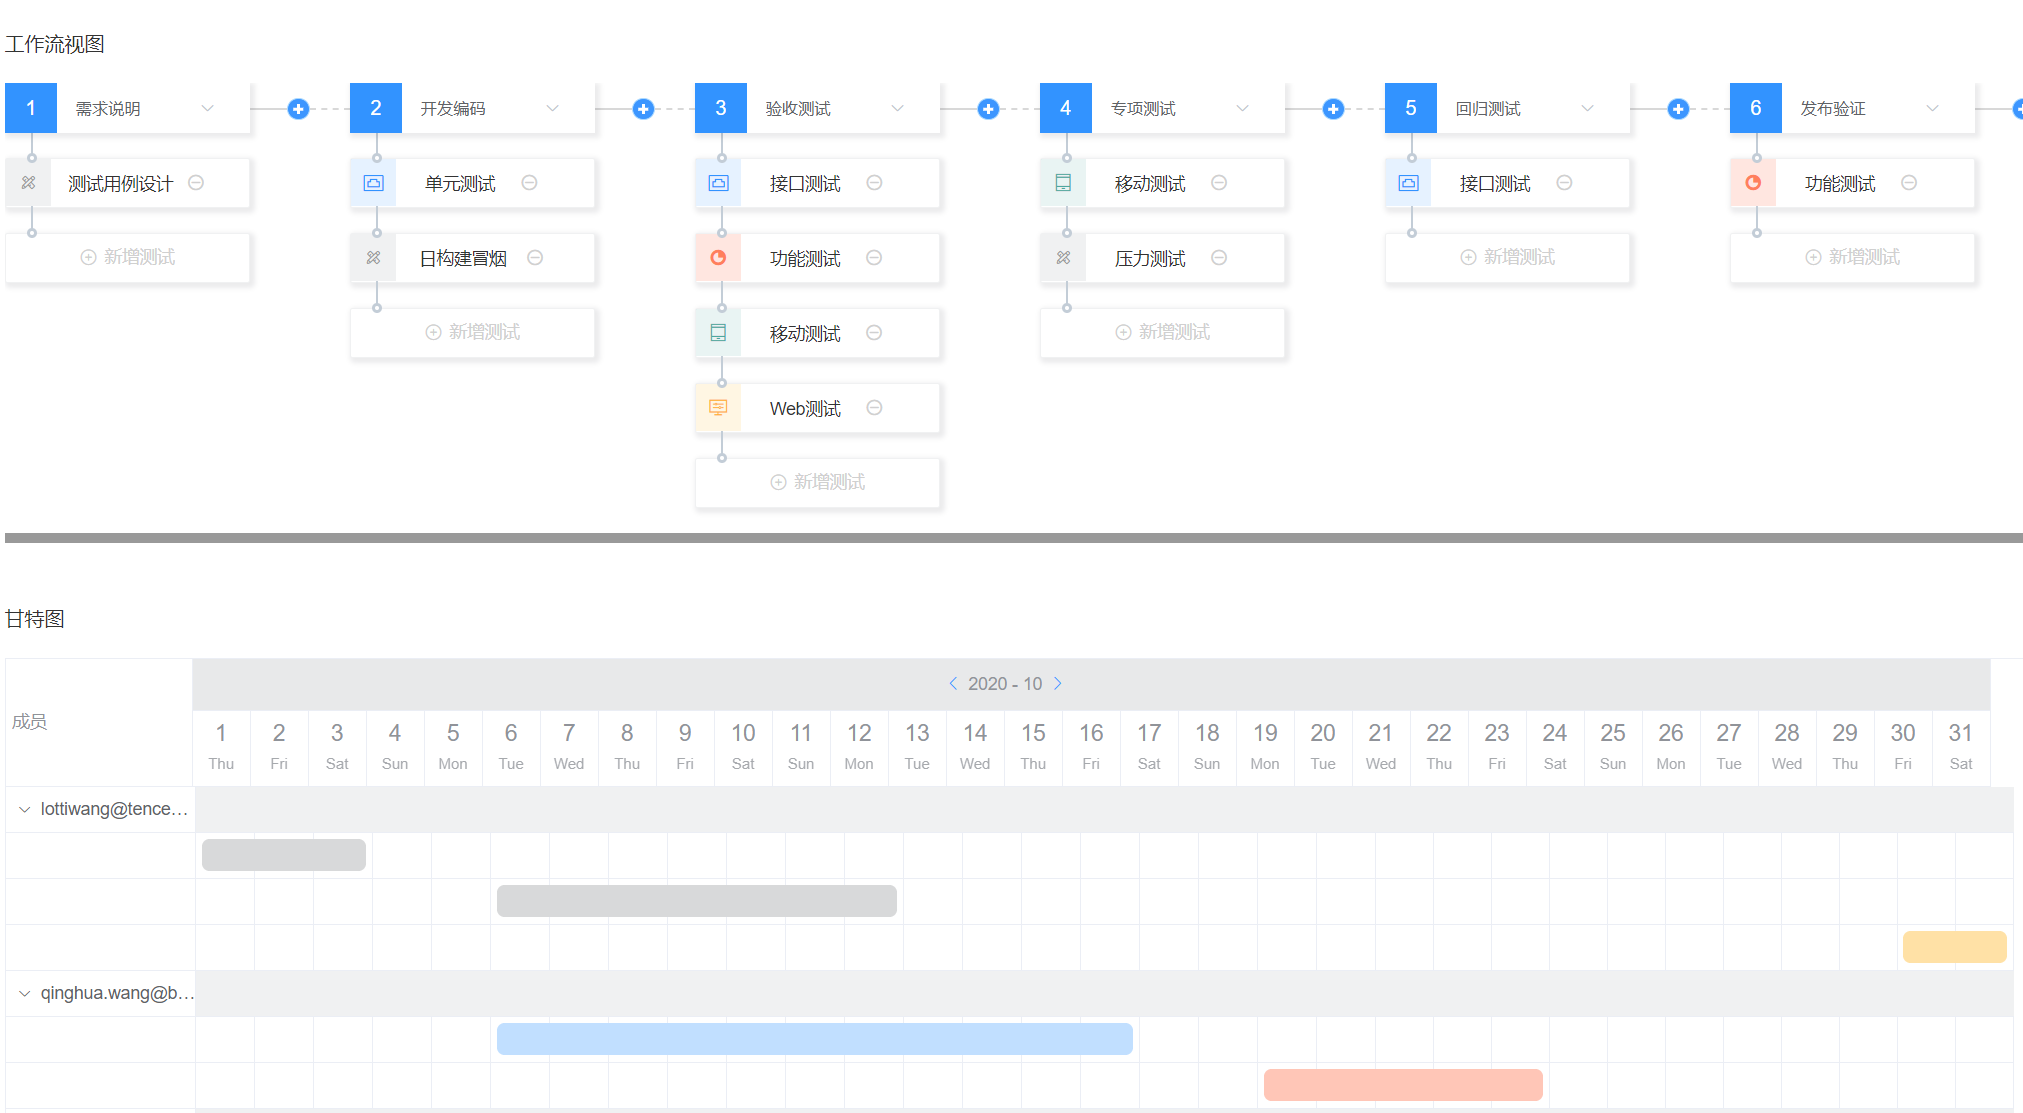 工作流视图
1 需求说明 2 开发编码 3 验收测试 4 专项测试 5 回归测试 6 发布验证
测试用例设计 单元测试 接口测试 移动测试 接口测试 功能测试
新增测试 日构建冒烟 功能测试 压力测试 新增测试 新增测试
新增测试 移动测试 新增测试
Web测试
新增测试
甘特图
2020 - 10
成员
1 2 3 4 5 6 7 8 9 10 11 12 13 14 15 16 17 18 19 20 21 22 23 24 25 26 27 28 29 30 31
Thu Fri Sat Sun Mon Tue Wed Thu Fri Sat Sun Mon Tue Wed Thu Fri Sat Sun Mon Tue Wed Thu Fri Sat Sun Mon Tue Wed Thu Fri Sat
lottiwang@tence...
qinghua.wang@b...